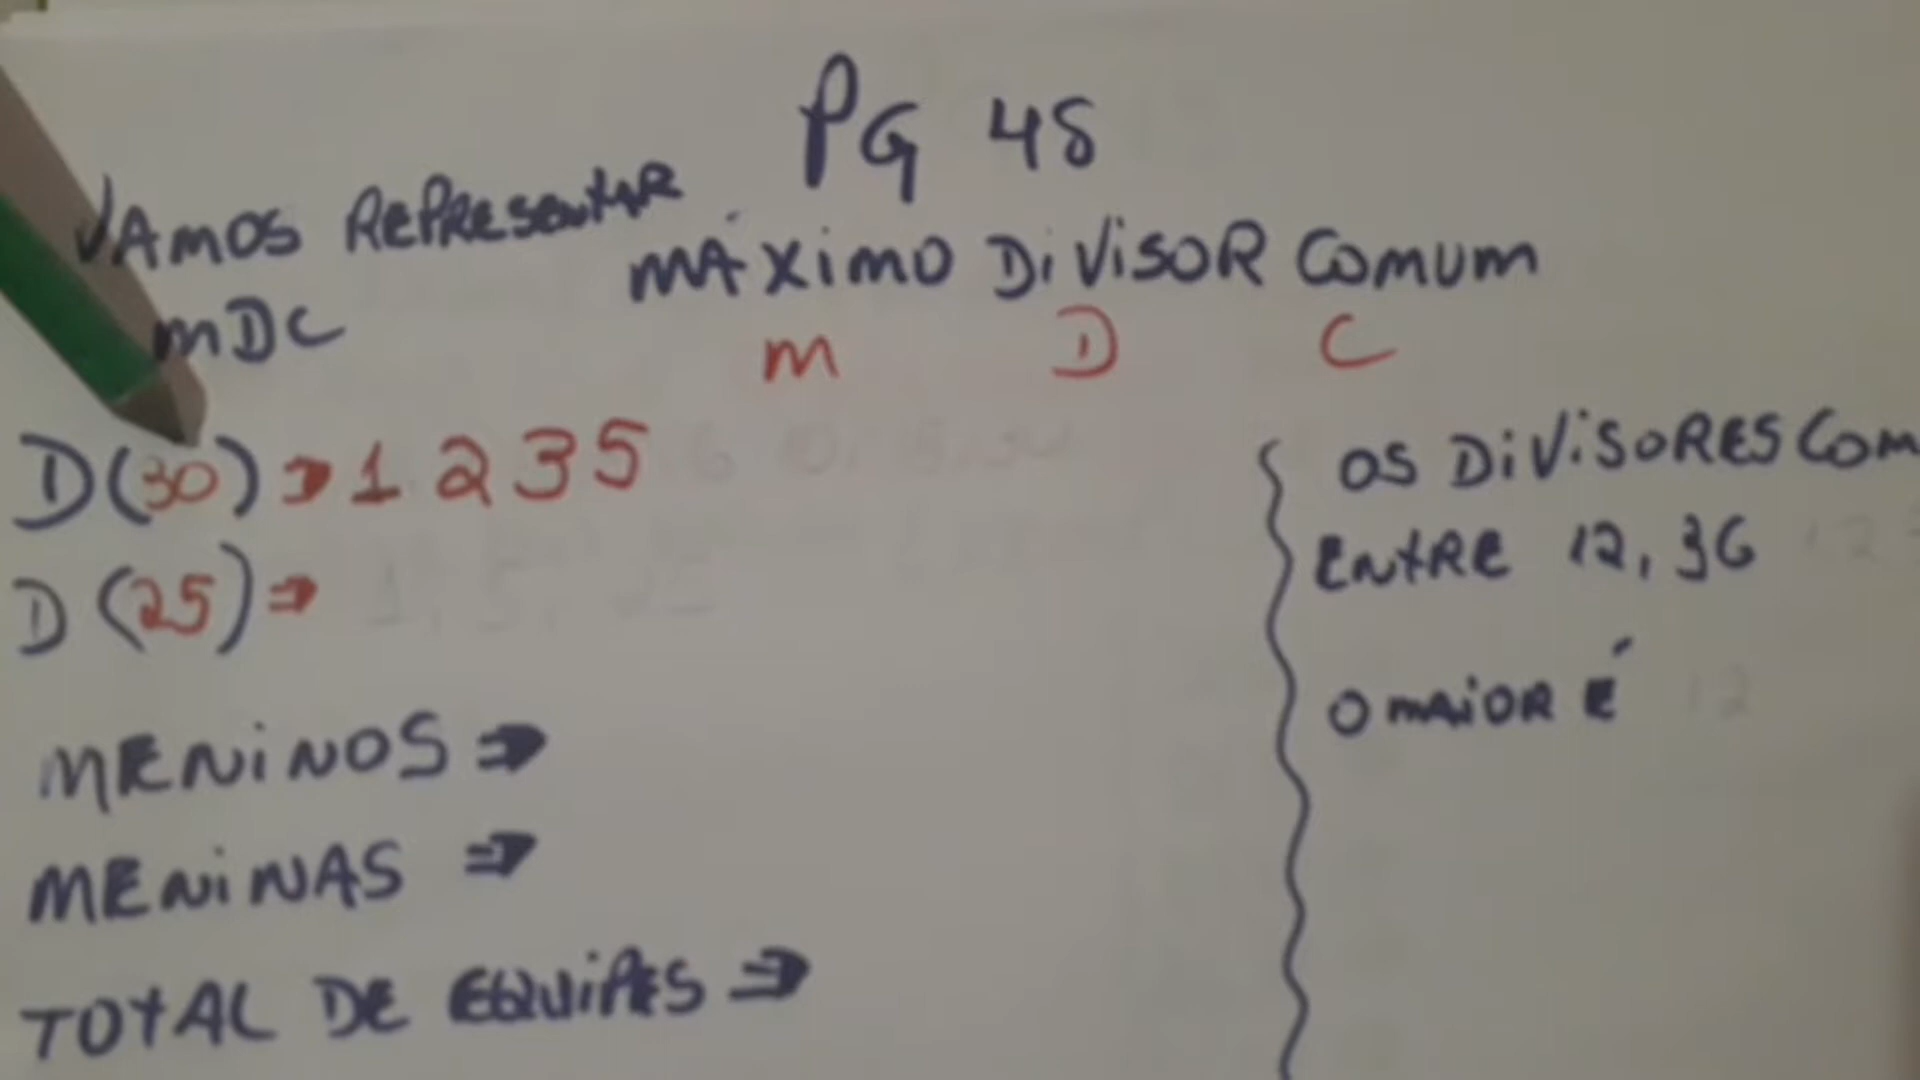 PG 48
VAMOS REPRESENTAR
MÁXIMO DIVISOR COMUM
MDC
M D C
D(30) ⇒ 1 2 3 5
D(25) ⇒
MENINOS ⇒
MENINAS ⇒
TOTAL DE EQUIPES ⇒
OS DIVISORES COM
ENTRE 12, 36
O MAIOR É